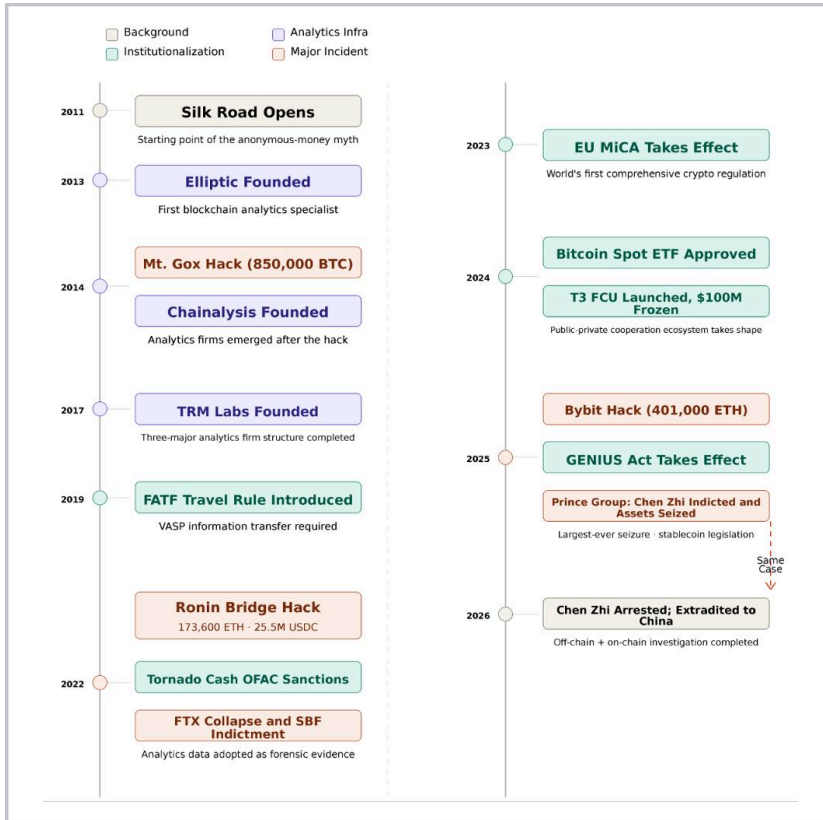 Background
Institutionalization
Analytics Infra
Major Incident
2011
Silk Road Opens
Starting point of the anonymous-money myth
2013
Elliptic Founded
First blockchain analytics specialist
Mt. Gox Hack (850,000 BTC)
2014
Chainalysis Founded
Analytics firms emerged after the hack
2017
TRM Labs Founded
Three-major analytics firm structure completed
2019
FATF Travel Rule Introduced
VASP information transfer required
Ronin Bridge Hack
173,600 ETH · 25.5M USDC
2022
Tornado Cash OFAC Sanctions
FTX Collapse and SBF
Indictment
Analytics data adopted as forensic evidence
2023
EU MiCA Takes Effect
World's first comprehensive crypto regulation
Bitcoin Spot ETF Approved
2024
T3 FCU Launched, $100M
Frozen
Public-private cooperation ecosystem takes shape
Bybit Hack (401,000 ETH)
2025
GENIUS Act Takes Effect
Prince Group: Chen Zhi Indicted and
Assets Seized
Largest-ever seizure · stablecoin legislation
Same
Case
2026
Chen Zhi Arrested; Extradited to
China
Off-chain + on-chain investigation completed